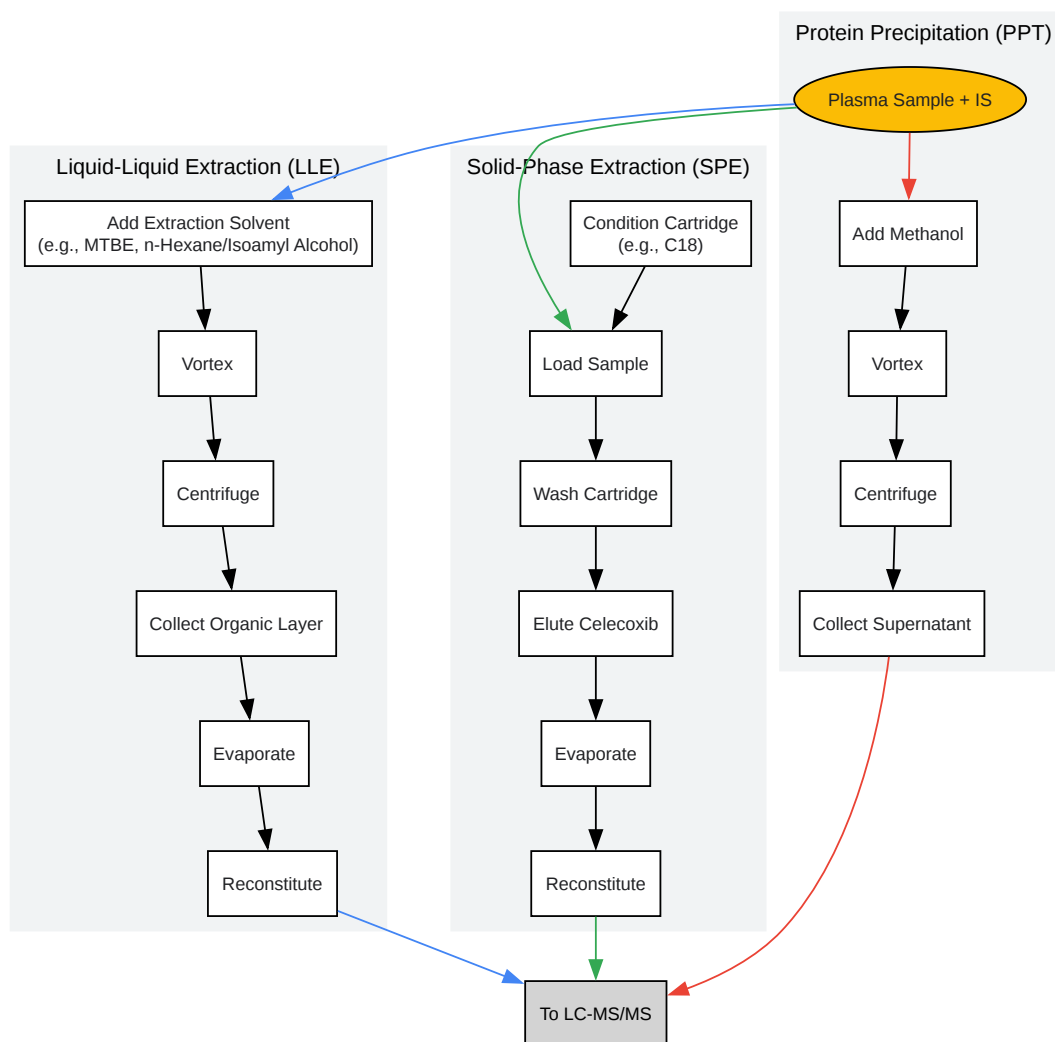 Protein Precipitation (PPT)
Plasma Sample + IS
Liquid-Liquid Extraction (LLE)
Add Extraction Solvent
(e.g., MTBE, n-Hexane/Isoamyl Alcohol)
Vortex
Centrifuge
Collect Organic Layer
Evaporate
Reconstitute
Solid-Phase Extraction (SPE)
Condition Cartridge
(e.g., C18)
Load Sample
Wash Cartridge
Elute Celecoxib
Evaporate
Reconstitute
Add Methanol
Vortex
Centrifuge
Collect Supernatant
To LC-MS/MS